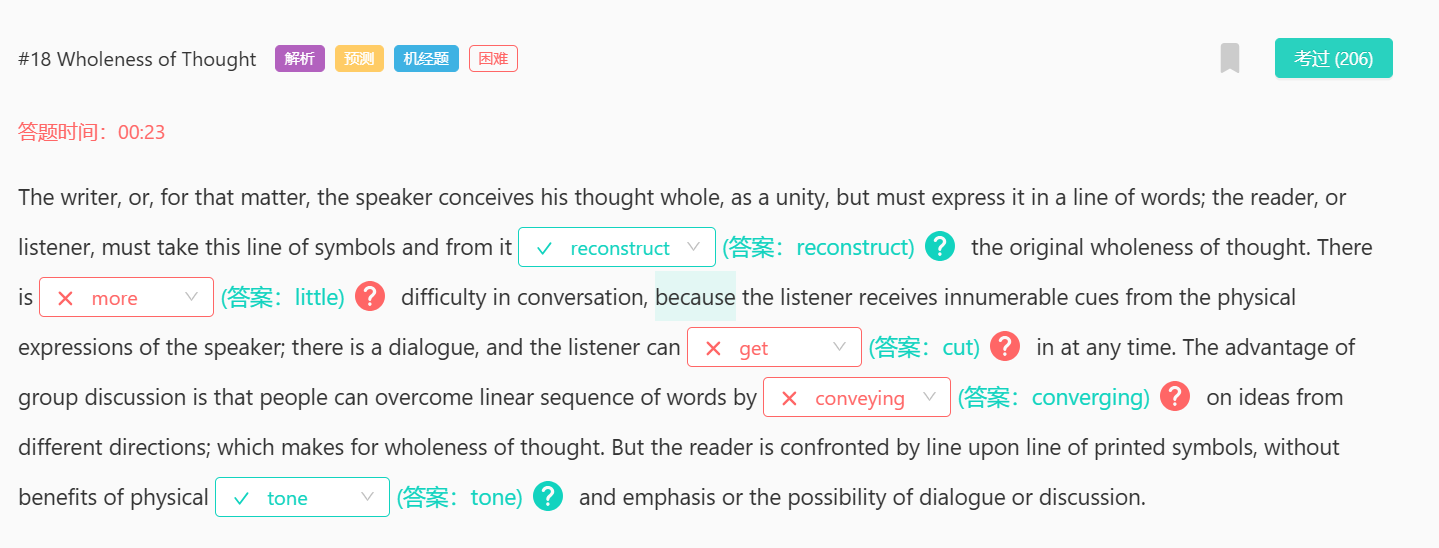 #18 Wholeness of Thought 解析 预测 机经题 困难 考过 (206)
答题时间：00:23
The writer, or, for that matter, the speaker conceives his thought whole, as a unity, but must express it in a line of words; the reader, or
listener, must take this line of symbols and from it reconstruct (答案：reconstruct) ? the original wholeness of thought. There
is more (答案：little) ? difficulty in conversation, because the listener receives innumerable cues from the physical
expressions of the speaker; there is a dialogue, and the listener can get (答案：cut) ? in at any time. The advantage of
group discussion is that people can overcome linear sequence of words by conveying (答案：converging) ? on ideas from
different directions; which makes for wholeness of thought. But the reader is confronted by line upon line of printed symbols, without
benefits of physical tone (答案：tone) ? and emphasis or the possibility of dialogue or discussion.